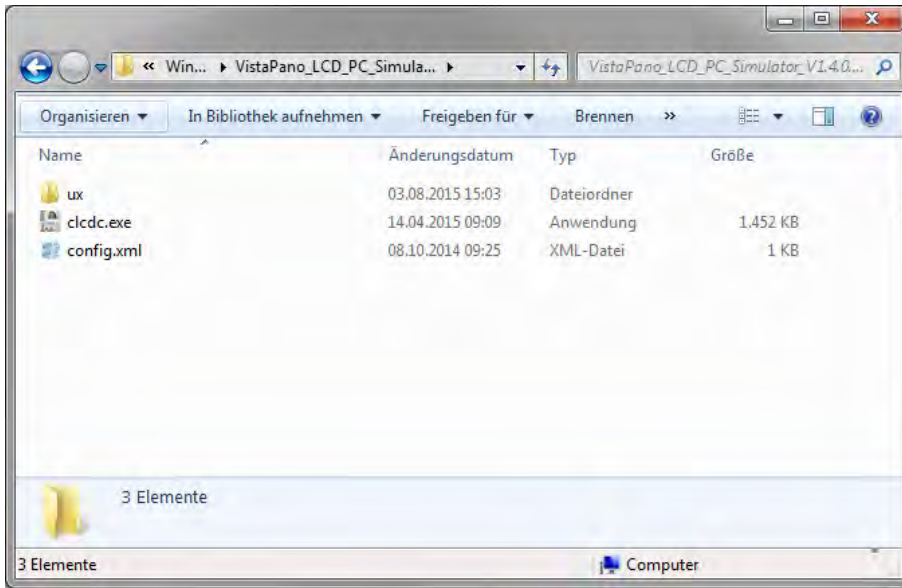 « Win... ▸ VistaPano_LCD_PC_Simula... ▸ VistaPano_LCD_PC_Simulator_V1.4.0....
Organisieren In Bibliothek aufnehmen Freigeben für Brennen »
Name Änderungsdatum Typ Größe
ux 03.08.2015 15:03 Dateiordner
clcdc.exe 14.04.2015 09:09 Anwendung 1.452 KB
config.xml 08.10.2014 09:25 XML-Datei 1 KB
3 Elemente
3 Elemente Computer